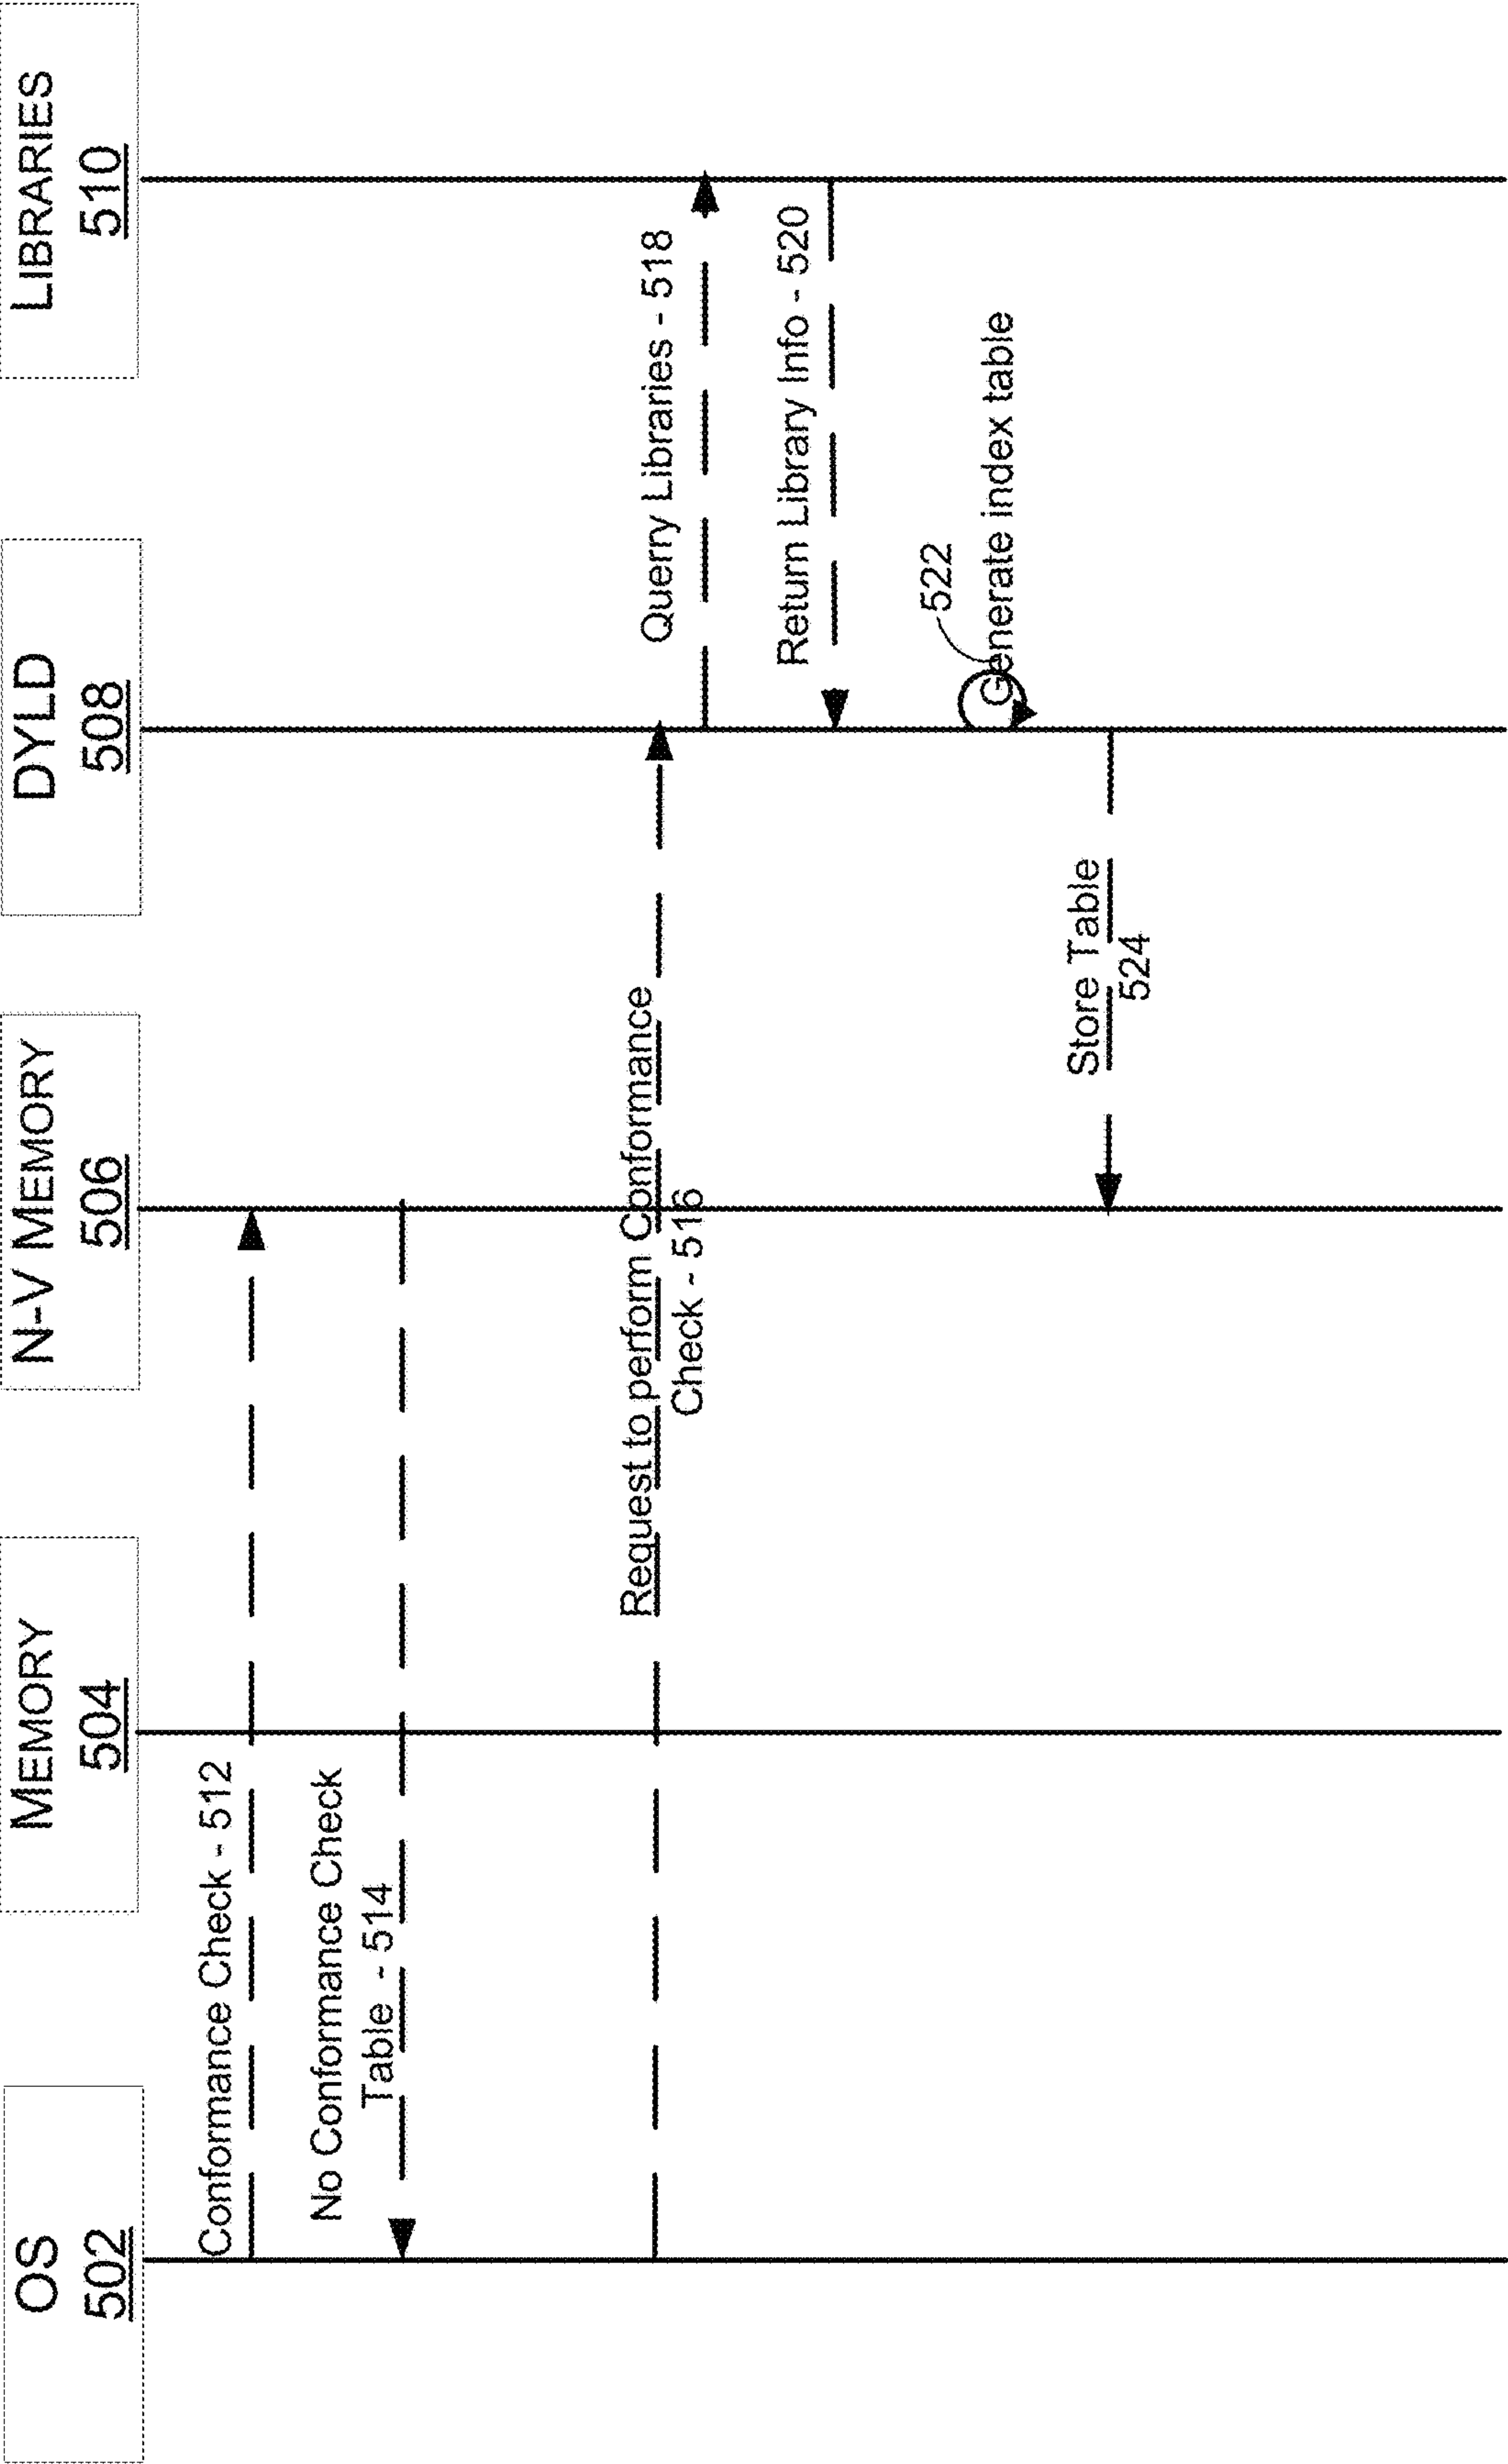 OS
502
MEMORY
504
N-V MEMORY
506
DYLD
508
LIBRARIES
510
Conformance Check - 512
No Conformance Check
Table - 514
Request to perform Conformance
Check - 516
Querry Libraries - 518
Return Library Info - 520
522
Generate index table
Store Table
524